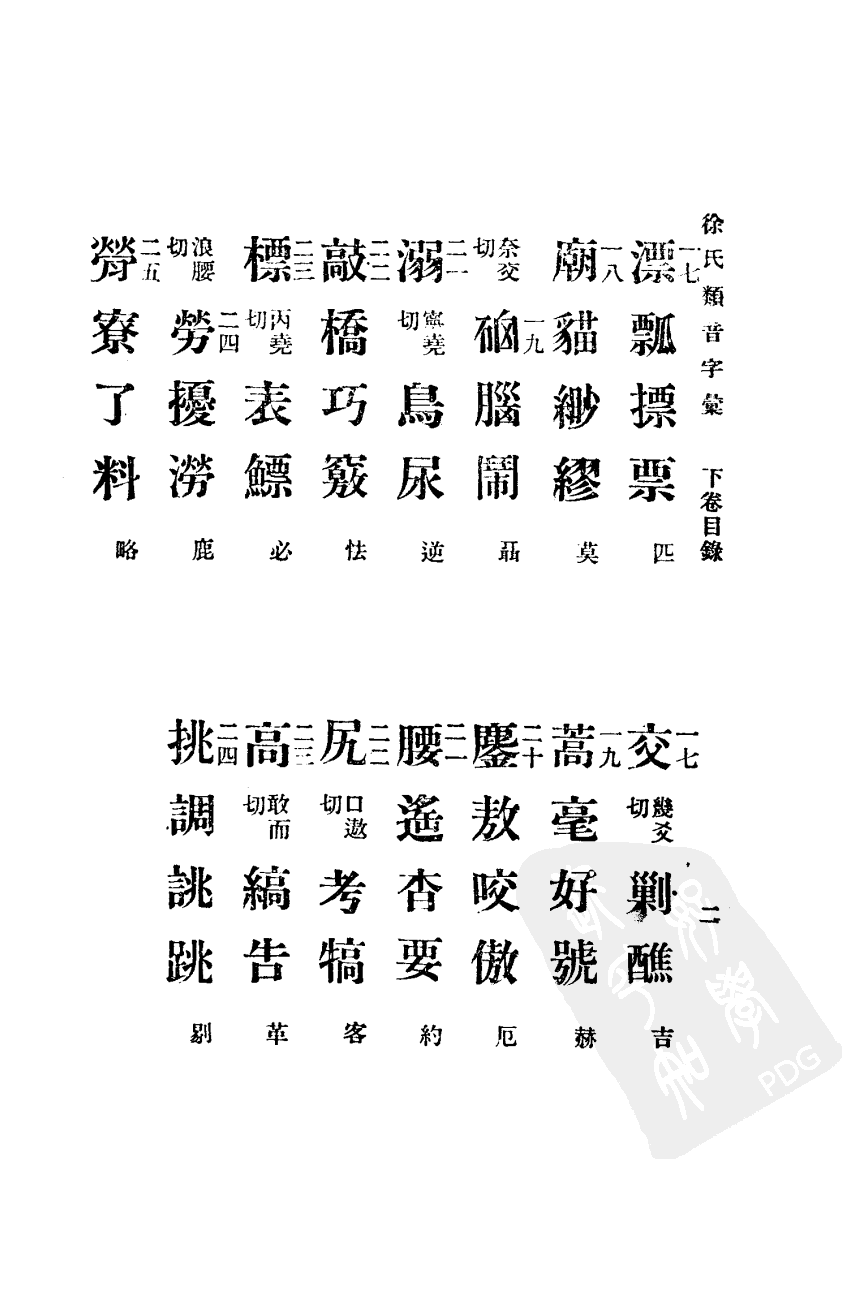 徐氏類音字彙 下卷目錄 二
一七 漂瓢摽票 匹
一八 廟貓緲繆 莫
奈交切 一九 硇腦鬧 聶
二一 溺 寧堯切 鳥尿 逆
二二 敲橋巧竅 怯
二三 標 丙堯切 表鰾 必
浪腰切 二四 勞擾澇 鹿
二五 膋寮了料 略
一七 交 幾爻切 剿醮 吉
一九 蒿毫好號 赫
二十 鏖敖咬傲 厄
二一 腰遙杳要 約
二二 尻 口遨切 考犒 客
二三 高 敢而切 縞告 革
二四 挑調誂跳 剔
PDG